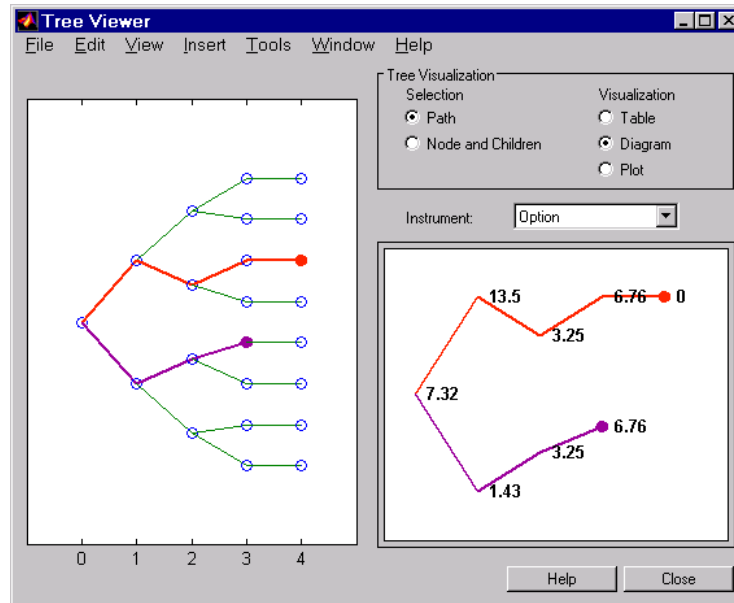 Tree Viewer
File Edit View Insert Tools Window Help
Tree Visualization
Selection Visualization
Path Table
Node and Children Diagram
Plot
Instrument: Option
13.5 6.76 0
3.25
7.32
6.76
3.25
1.43
0 1 2 3 4
Help Close